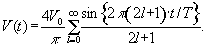 V(t) = \frac{4V_0}{\pi} \sum_{l=0}^{\infty} \frac{\sin\{2\pi(2l+1)\cdot t/T\}}{2l+1}.